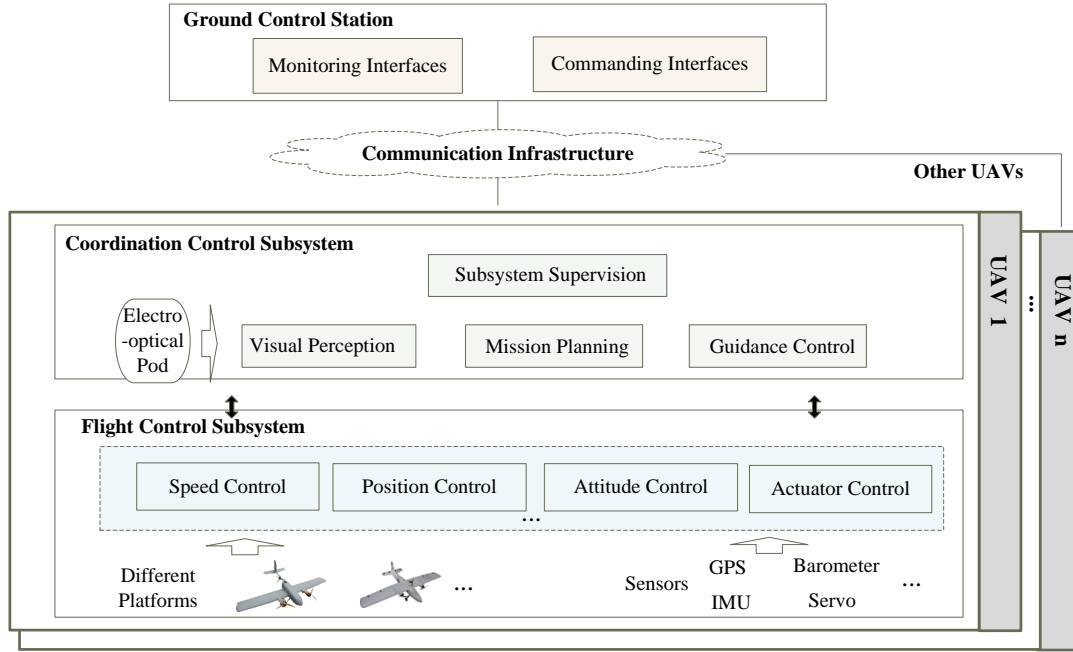 Ground Control Station
Monitoring Interfaces
Commanding Interfaces
Communication Infrastructure
Other UAVs
Coordination Control Subsystem
Subsystem Supervision
Electro
-optical
Pod
Visual Perception
Mission Planning
Guidance Control
UAV 1
...
UAV n
Flight Control Subsystem
Speed Control
Position Control
Attitude Control
Actuator Control
...
Different
Platforms
...
Sensors
GPS
IMU
Barometer
Servo
...